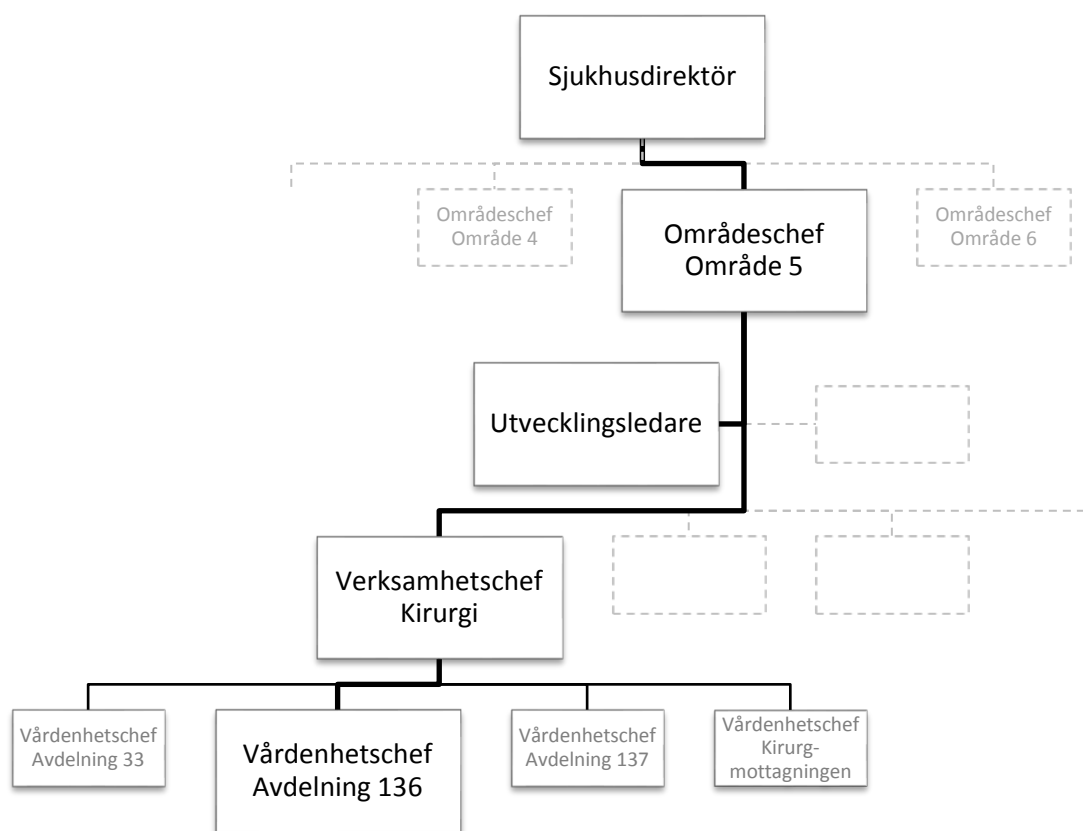 Sjukhusdirektör
Områdeschef
Område 4
Områdeschef
Område 5
Områdeschef
Område 6
Utvecklingsledare
Verksamhetschef
Kirurgi
Vårdenhetschef
Avdelning 33
Vårdenhetschef
Avdelning 136
Vårdenhetschef
Avdelning 137
Vårdenhetschef
Kirurg-
mottagningen